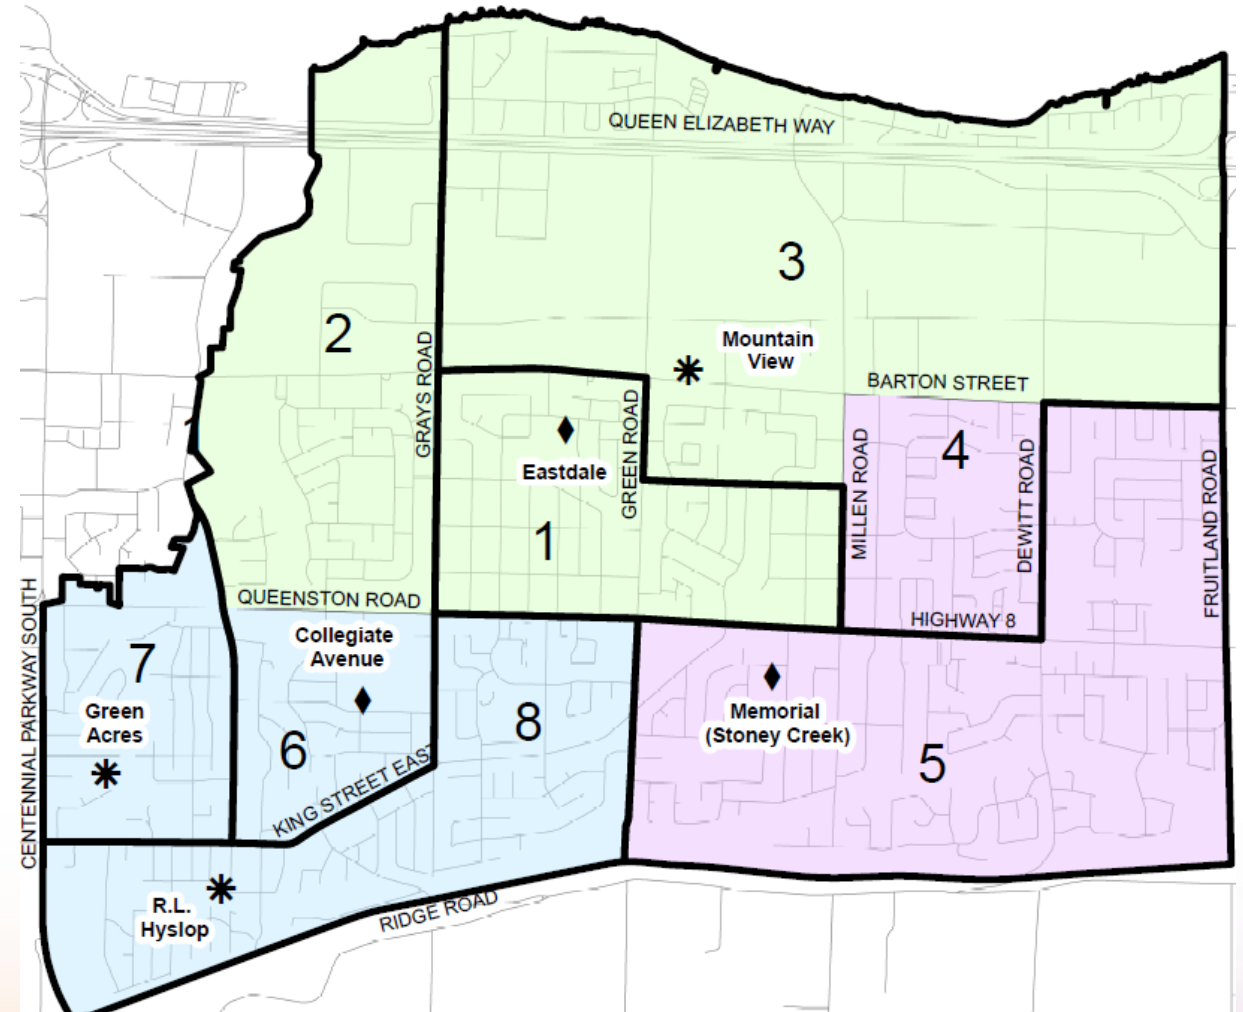 QUEEN ELIZABETH WAY
3
2
Mountain
View
GRAYS ROAD
BARTON STREET
GREEN ROAD
Eastdale
1
1
MILLEN ROAD
4
DEWITT ROAD
FRUITLAND ROAD
QUEENSTON ROAD
HIGHWAY 8
CENTENNIAL PARKWAY SOUTH
Collegiate
Avenue
7
Green
Acres
6
8
Memorial
(Stoney Creek)
5
KING STREET EAST
R.L.
Hyslop
RIDGE ROAD